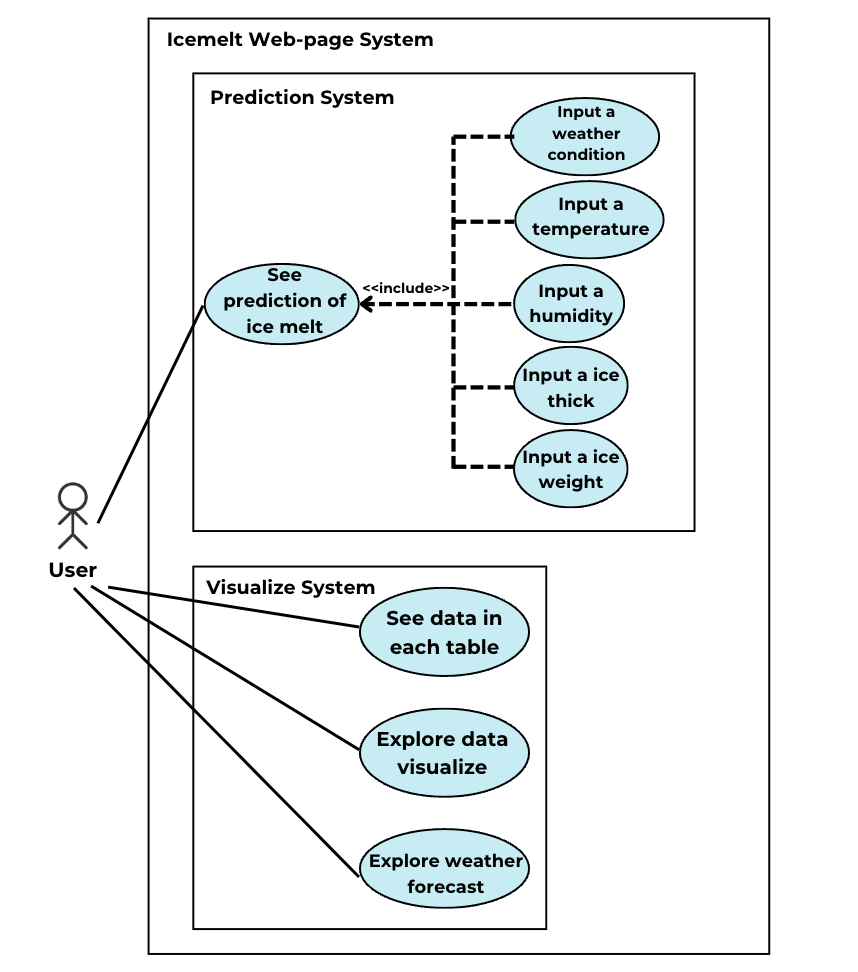 Icemelt Web-page System
Prediction System
Input a
weather
condition
Input a
temperature
<<include>>
See
prediction of
ice melt
Input a
humidity
Input a ice
thick
Input a ice
weight
User
Visualize System
See data in
each table
Explore data
visualize
Explore weather
forecast